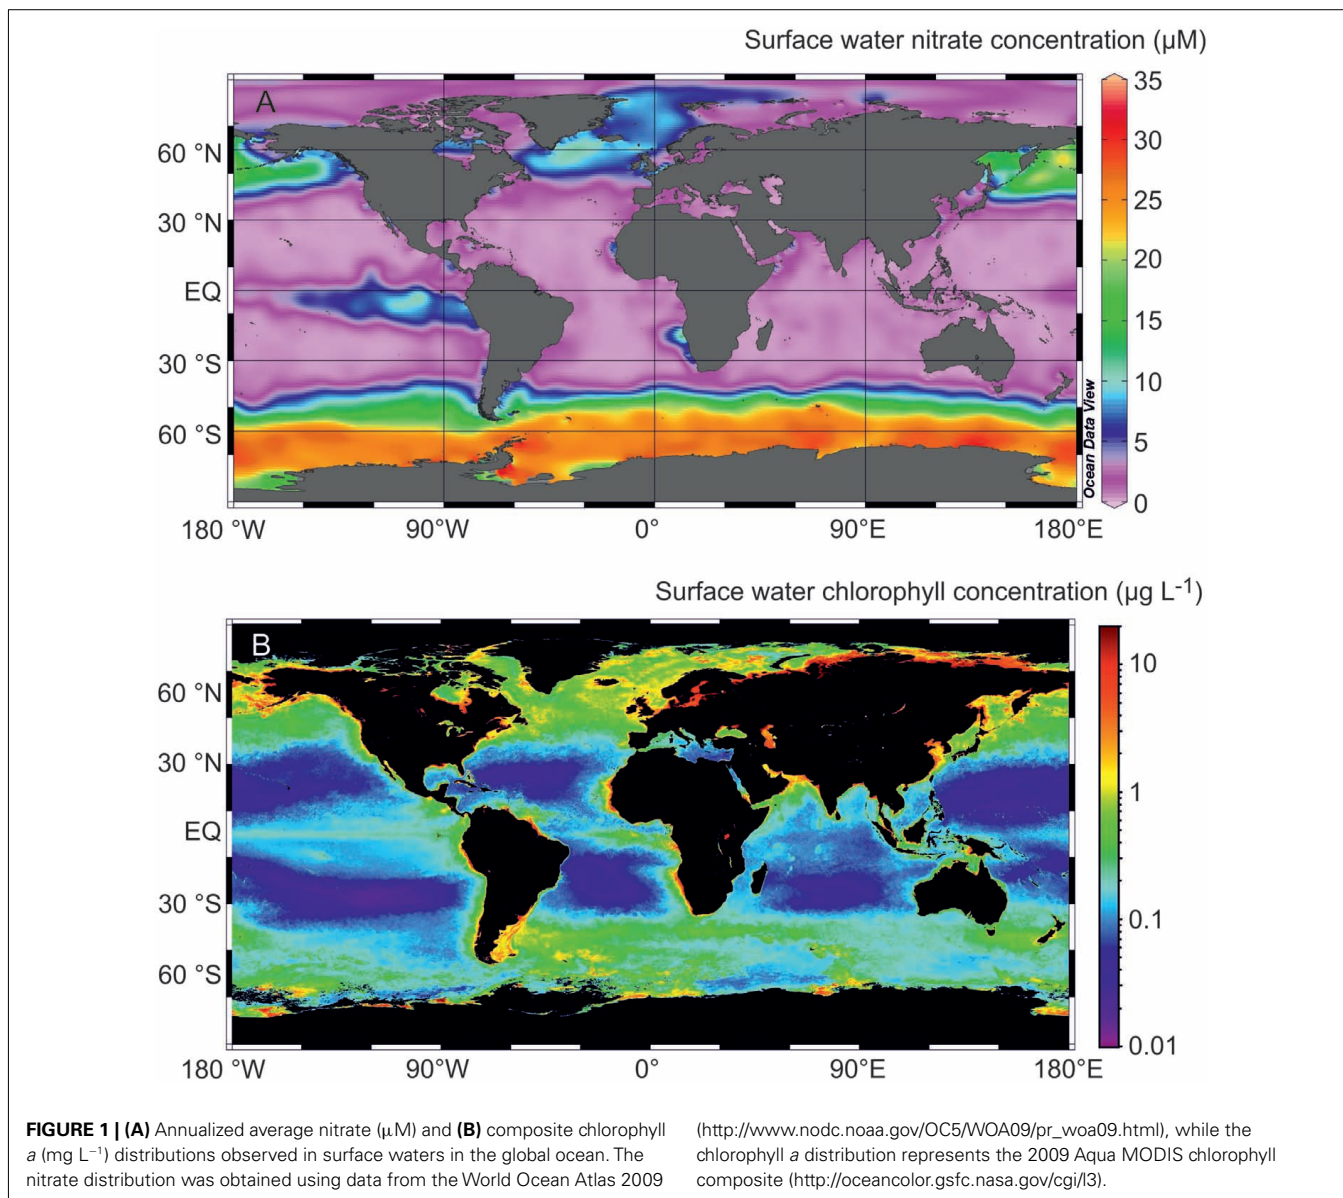 Surface water nitrate concentration (µM)
A
35
30
25
20
15
10
5
0
60 °N
30 °N
EQ
30 °S
60 °S
Ocean Data View
180 °W
90°W
0°
90°E
180°E
Surface water chlorophyll concentration (µg L⁻¹)
B
10
1
0.1
0.01
60 °N
30 °N
EQ
30 °S
60 °S
180 °W
90°W
0°
90°E
180°E
FIGURE 1 | (A) Annualized average nitrate (µM) and (B) composite chlorophyll
a (mg L⁻¹) distributions observed in surface waters in the global ocean. The
nitrate distribution was obtained using data from the World Ocean Atlas 2009
(http://www.nodc.noaa.gov/OC5/WOA09/pr_woa09.html), while the
chlorophyll a distribution represents the 2009 Aqua MODIS chlorophyll
composite (http://oceancolor.gsfc.nasa.gov/cgi/l3).